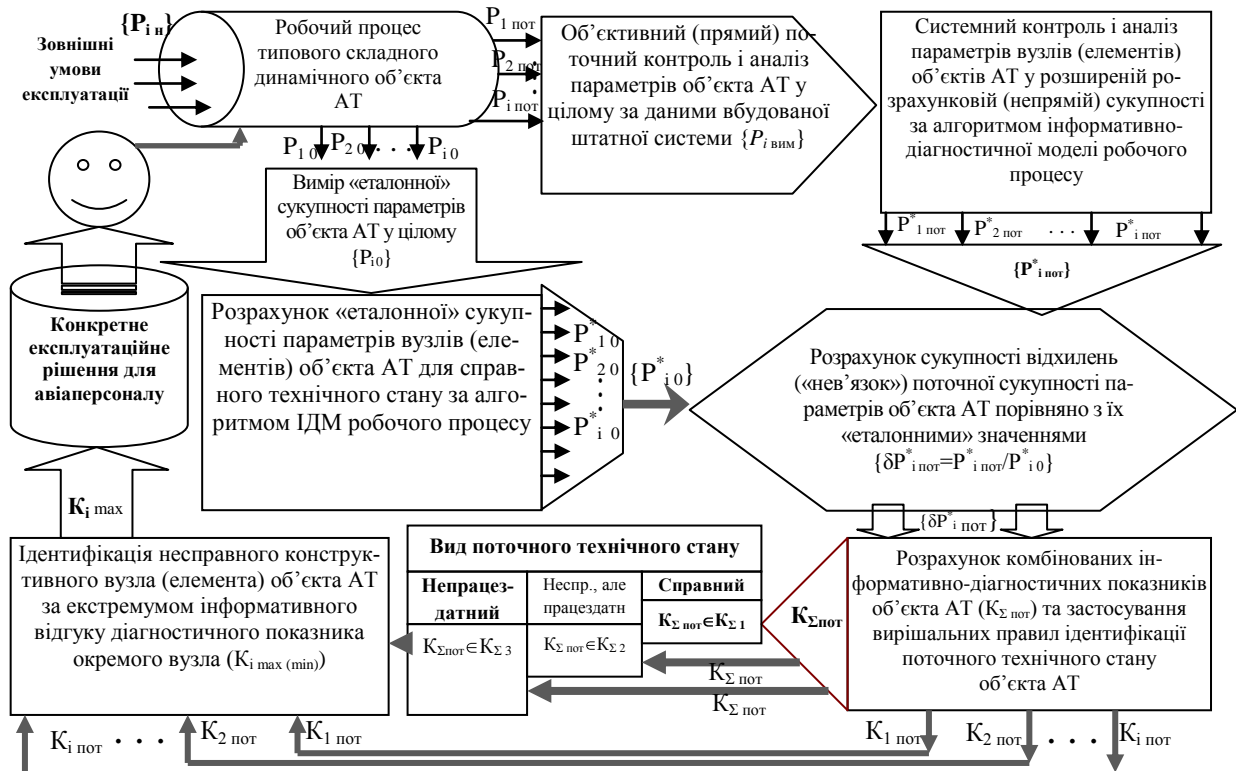 {P i н}
Зовнішні
умови
експлуатації
Робочий процес
типового складного
динамічного об’єкта
АТ
P1 пот
P2 пот
Pi пот
Об’єктивний (прямий) по-
точний контроль і аналіз
параметрів об’єкта АТ у
цілому за даними вбудованої
штатної системи {Pi вим}
Системний контроль і аналіз
параметрів вузлів (елементів)
об’єктів АТ у розширеній ро-
зрахунковій (непрямій) сукупності
за алгоритмом інформативно-
діагностичної моделі робочого
процесу
P1 0 P2 0 . . . Pi 0
Вимір «еталонної»
сукупності параметрів
об’єкта АТ у цілому
{Pi0}
P*1 пот P*2 пот . . . P*i пот
{P*i пот}
Конкретне
експлуатаційне
рішення для
авіаперсоналу
Розрахунок «еталонної» сукуп-
ності параметрів вузлів (еле-
ментів) об’єкта АТ для справ-
ного технічного стану за алго-
ритмом ІДМ робочого процесу
P*1 0
P*2 0
P*i 0
{P*i 0}
Розрахунок сукупності відхилень
(«нев’язок») поточної сукупності па-
раметрів об’єкта АТ порівняно з їх
«еталонними» значеннями
{δP*i пот=P*i пот/P*i 0}
{δP*i пот}
Кi max
Ідентифікація несправного конструк-
тивного вузла (елемента) об’єкта АТ
за екстремумом інформативного
відгуку діагностичного показника
окремого вузла (Ki max (min))
Вид поточного технічного стану
Непрацез-
датний
Неспр., але
працездатн
Справний
KΣпот∈KΣ 3
KΣ пот∈KΣ 2
KΣ пот∈KΣ 1
KΣпот
KΣ пот
KΣ пот
Розрахунок комбінованих ін-
формативно-діагностичних показників
об’єкта АТ (KΣ пот) та застосування
вирішальних правил ідентифікації
поточного технічного стану
об’єкта АТ
Ki пот . . . K2 пот K1 пот
K1 пот K2 пот . . . Ki пот